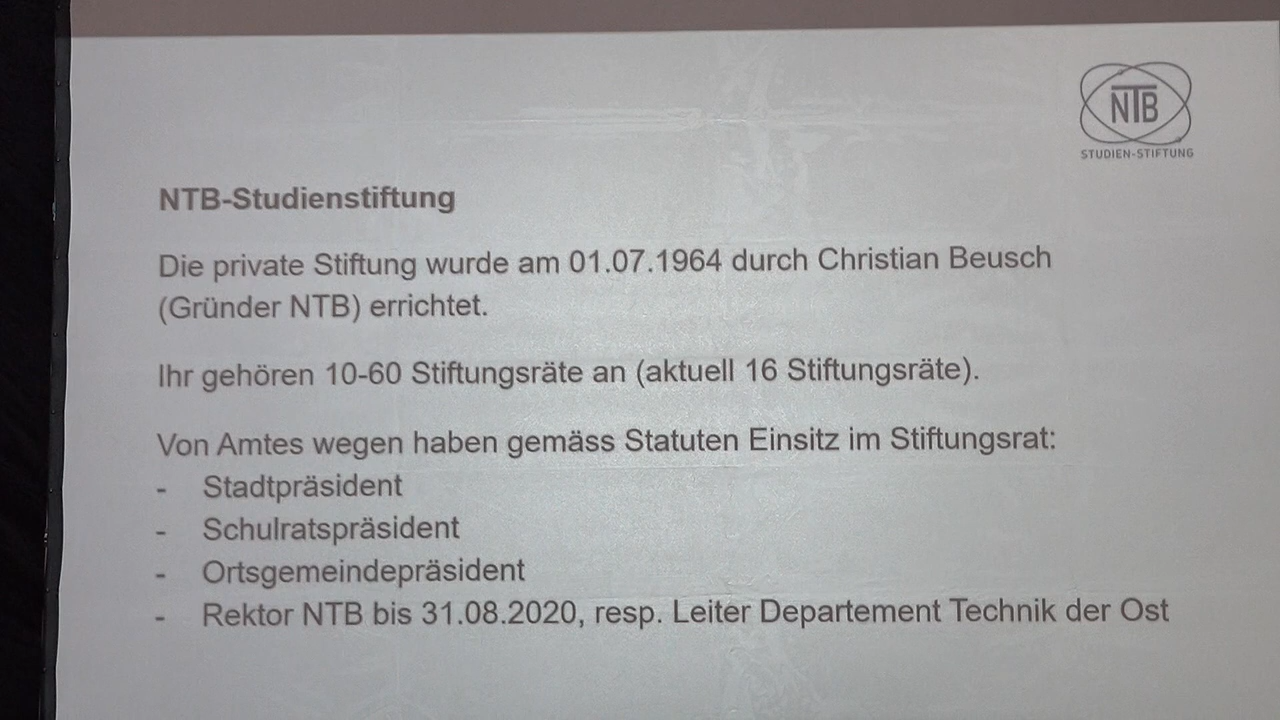 NTB
STUDIEN-STIFTUNG
NTB-Studienstiftung
Die private Stiftung wurde am 01.07.1964 durch Christian Beusch
(Gründer NTB) errichtet.
Ihr gehören 10-60 Stiftungsräte an (aktuell 16 Stiftungsräte).
Von Amtes wegen haben gemäss Statuten Einsitz im Stiftungsrat:
- Stadtpräsident
- Schulratspräsident
- Ortsgemeindepräsident
- Rektor NTB bis 31.08.2020, resp. Leiter Departement Technik der Ost